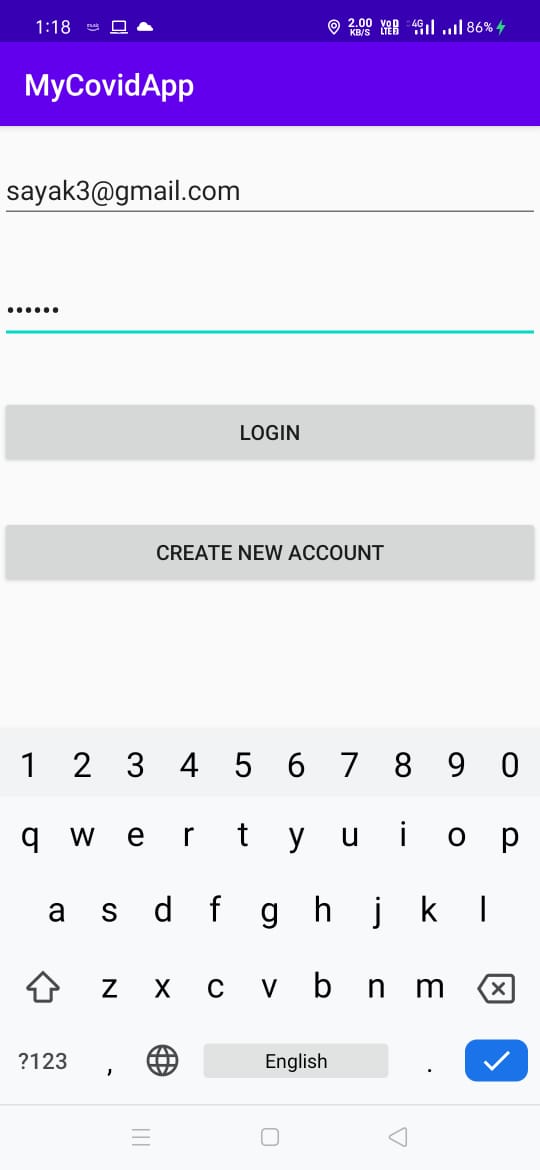 1:18 2.00 KB/S VoD LTE 4G 86%
MyCovidApp
sayak3@gmail.com
••••••
LOGIN
CREATE NEW ACCOUNT
1 2 3 4 5 6 7 8 9 0
q w e r t y u i o p
a s d f g h j k l
z x c v b n m
?123 , English .